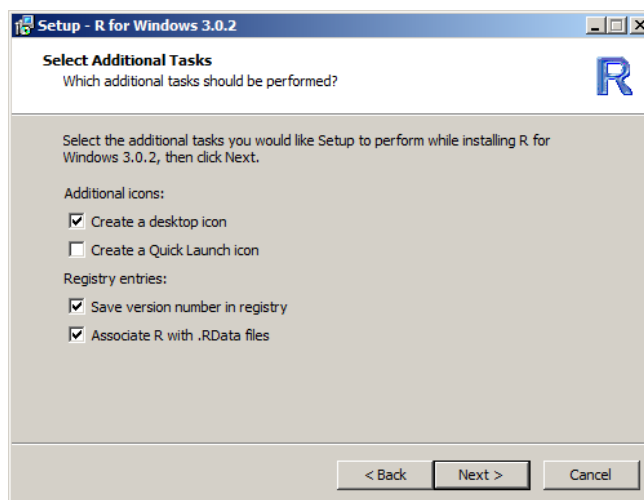 Setup - R for Windows 3.0.2
Select Additional Tasks
Which additional tasks should be performed?
R
Select the additional tasks you would like Setup to perform while installing R for
Windows 3.0.2, then click Next.
Additional icons:
Create a desktop icon
Create a Quick Launch icon
Registry entries:
Save version number in registry
Associate R with .RData files
< Back
Next >
Cancel